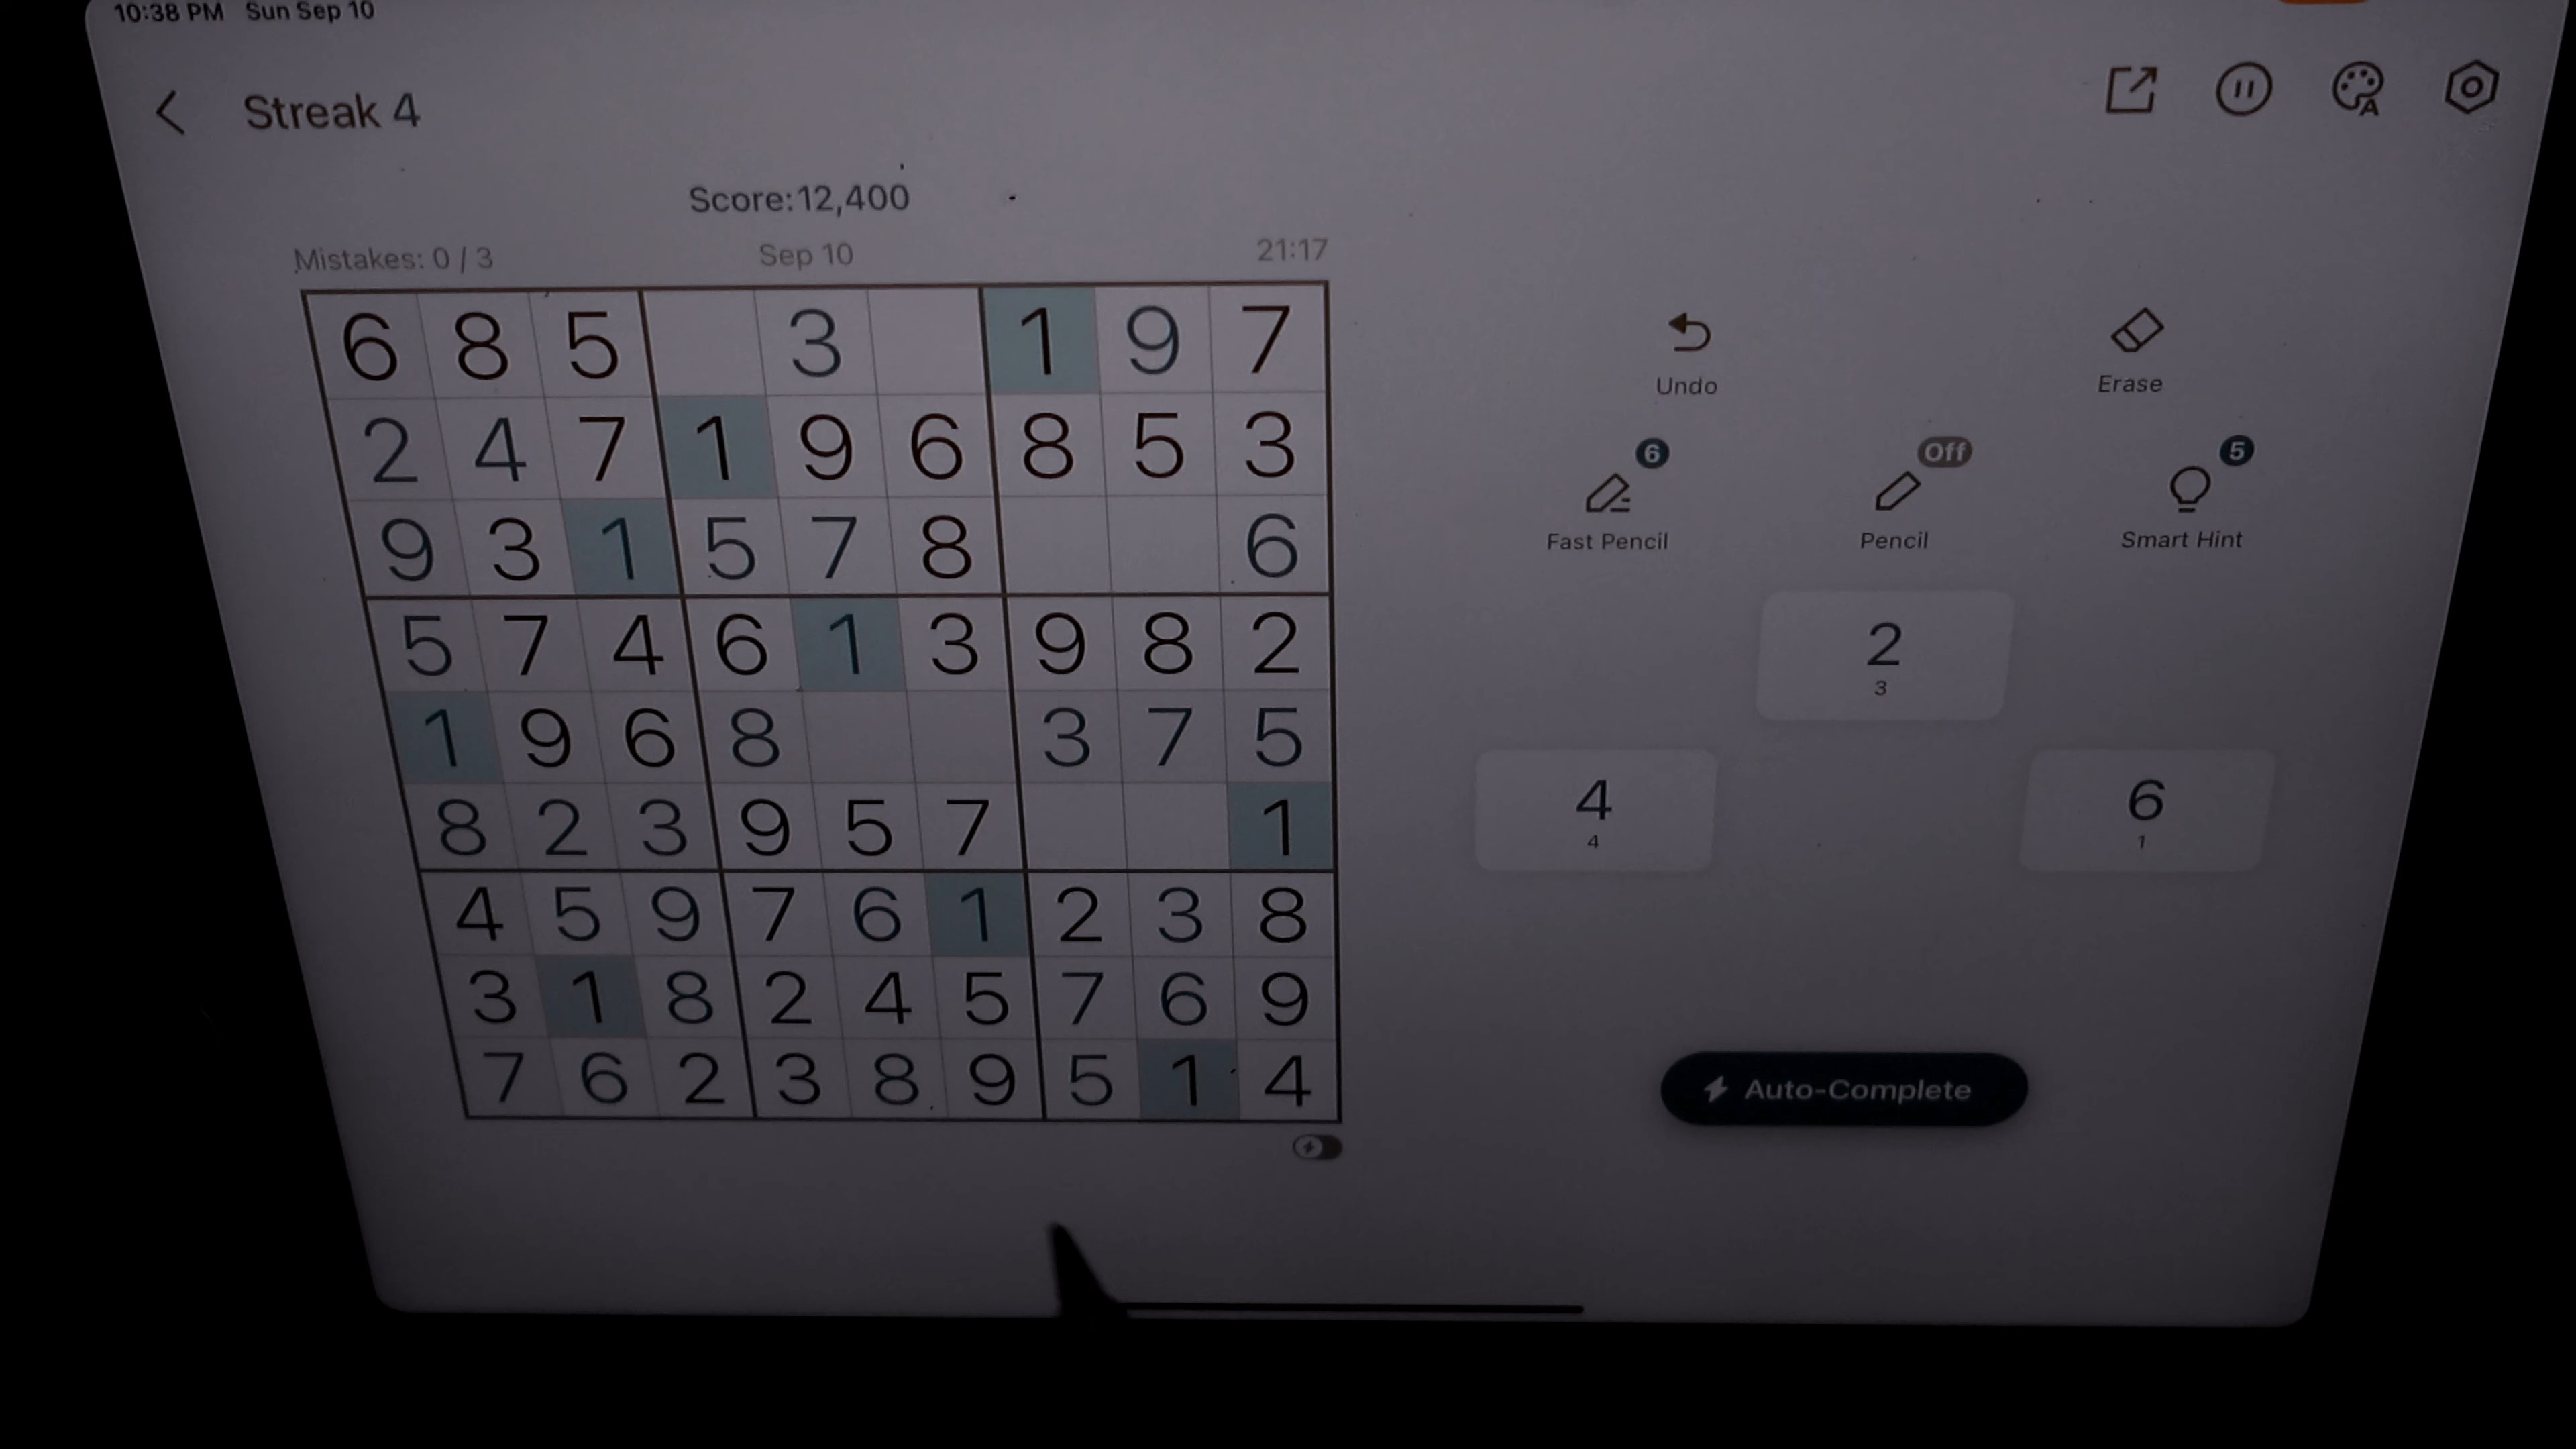 10:38 PM Sun Sep 10
Streak 4
Score:12,400
Mistakes: 0 / 3 Sep 10 21:17
6 8 5 3 1 9 7
2 4 7 1 9 6 8 5 3
9 3 1 5 7 8 6
5 7 4 6 1 3 9 8 2
1 9 6 8 3 7 5
8 2 3 9 5 7 1
4 5 9 7 6 1 2 3 8
3 1 8 2 4 5 7 6 9
7 6 2 3 8 9 5 1 4
Undo Erase
6 Off 5
Fast Pencil Pencil Smart Hint
2
3
4 6
4 1
Auto-Complete